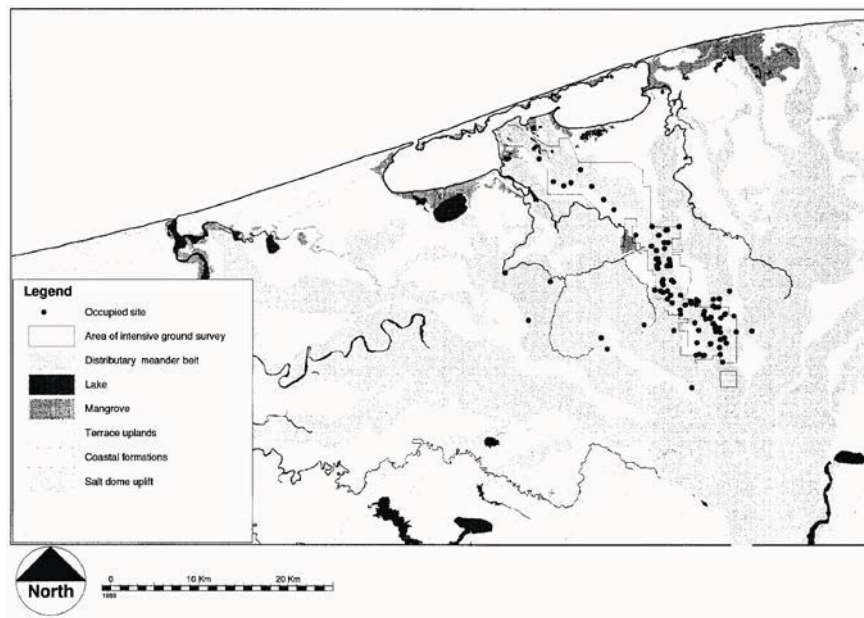 Legend
Occupied site
Area of intensive ground survey
Distributary meander belt
Lake
Mangrove
Terrace uplands
Coastal formations
Salt dome uplift
North
0 10 Km 20 Km